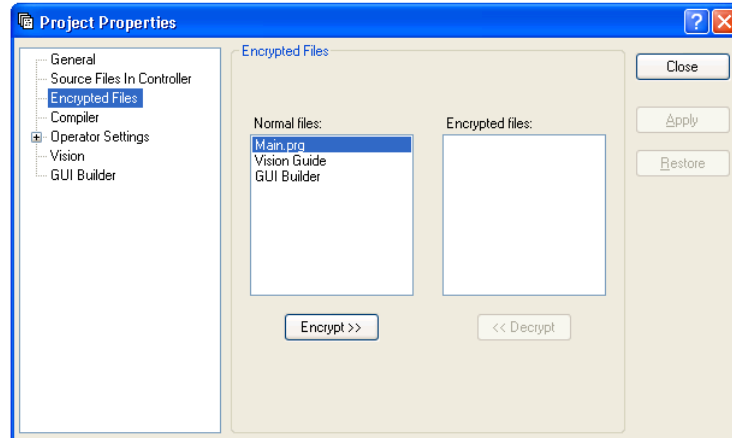 Project Properties
General
Source Files In Controller
Encrypted Files
Compiler
Operator Settings
Vision
GUI Builder
Encrypted Files
Normal files:
Main.prg
Vision Guide
GUI Builder
Encrypt >>
Encrypted files:
<< Decrypt
Close
Apply
Restore